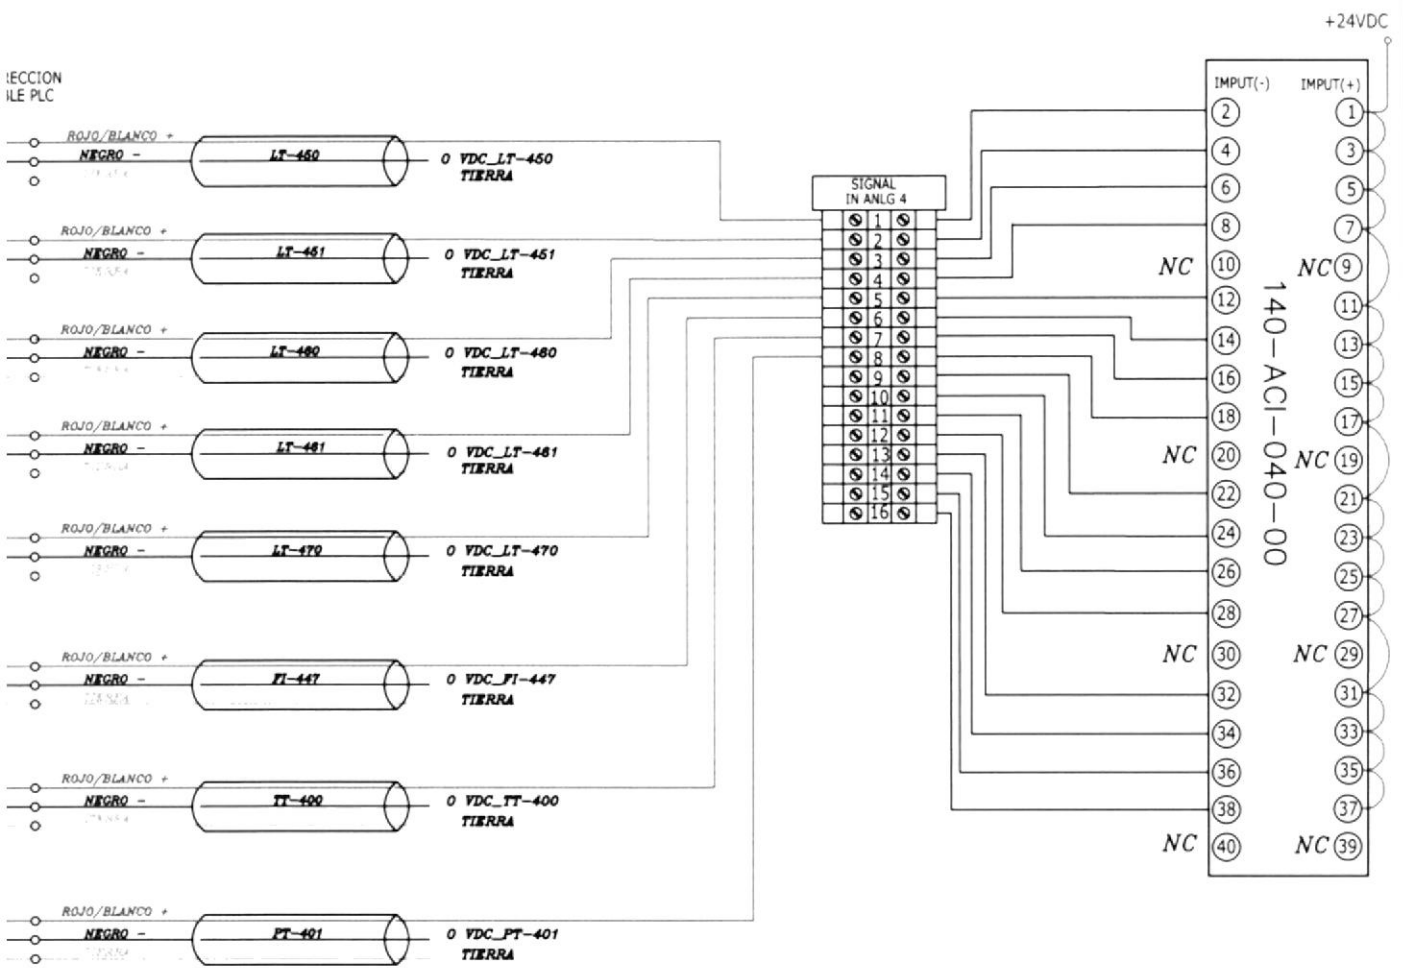 +24VDC
IRECCION
BLE PLC
IMPUT(-) IMPUT(+)
ROJO/BLANCO +
NEGRO -
LT-450
0 VDC_LT-450
TIERRA
ROJO/BLANCO +
NEGRO -
LT-451
0 VDC_LT-451
TIERRA
ROJO/BLANCO +
NEGRO -
LT-460
0 VDC_LT-460
TIERRA
ROJO/BLANCO +
NEGRO -
LT-461
0 VDC_LT-461
TIERRA
ROJO/BLANCO +
NEGRO -
LT-470
0 VDC_LT-470
TIERRA
ROJO/BLANCO +
NEGRO -
FI-447
0 VDC_FI-447
TIERRA
ROJO/BLANCO +
NEGRO -
TT-400
0 VDC_TT-400
TIERRA
ROJO/BLANCO +
NEGRO -
PT-401
0 VDC_PT-401
TIERRA
SIGNAL
IN ANLG 4
1
2
3
4
5
6
7
8
9
10
11
12
13
14
15
16
2 1
4 3
6 5
8 7
NC 10 NC 9
12 11
14 13
16 15
18 17
NC 20 NC 19
22 21
24 23
26 25
28 27
NC 30 NC 29
32 31
34 33
36 35
38 37
NC 40 NC 39
140-ACI-040-00